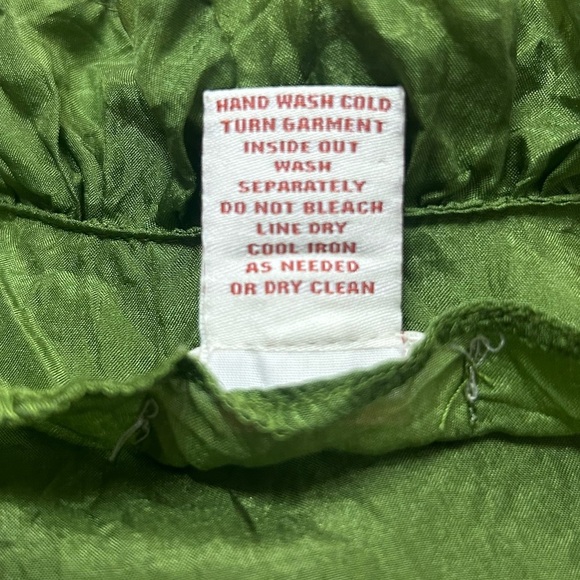 HAND WASH COLD
TURN GARMENT
INSIDE OUT
WASH
SEPARATELY
DO NOT BLEACH
LINE DRY
COOL IRON
AS NEEDED
OR DRY CLEAN